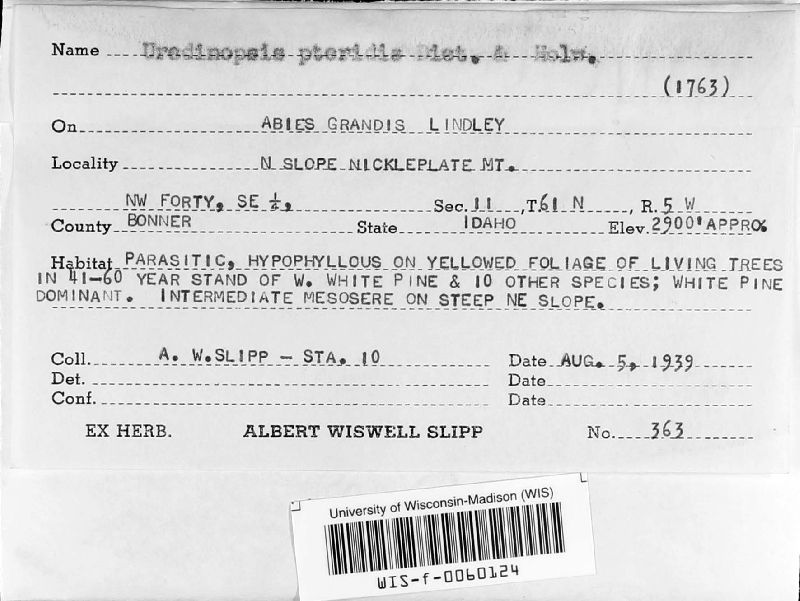 Name Uredinopsis pteridis Diet. & Holw.
(1763)
On ABIES GRANDIS LINDLEY
Locality N SLOPE NICKLEPLATE MT.
NW FORTY, SE ¼, Sec. 11, T. 61 N, R. 5 W
County BONNER State IDAHO Elev. 2900' APPROX
Habitat PARASITIC, HYPOPHYLLOUS ON YELLOWED FOLIAGE OF LIVING TREES
IN 41-60 YEAR STAND OF W. WHITE PINE & 10 OTHER SPECIES; WHITE PINE
DOMINANT. INTERMEDIATE MESOSERE ON STEEP NE SLOPE.
Coll. A. W. SLIPP - STA. 10 Date AUG. 5, 1939
Det. Date
Conf. Date
EX HERB. ALBERT WISWELL SLIPP No. 363
University of Wisconsin-Madison (WIS)
WIS-f-0060124